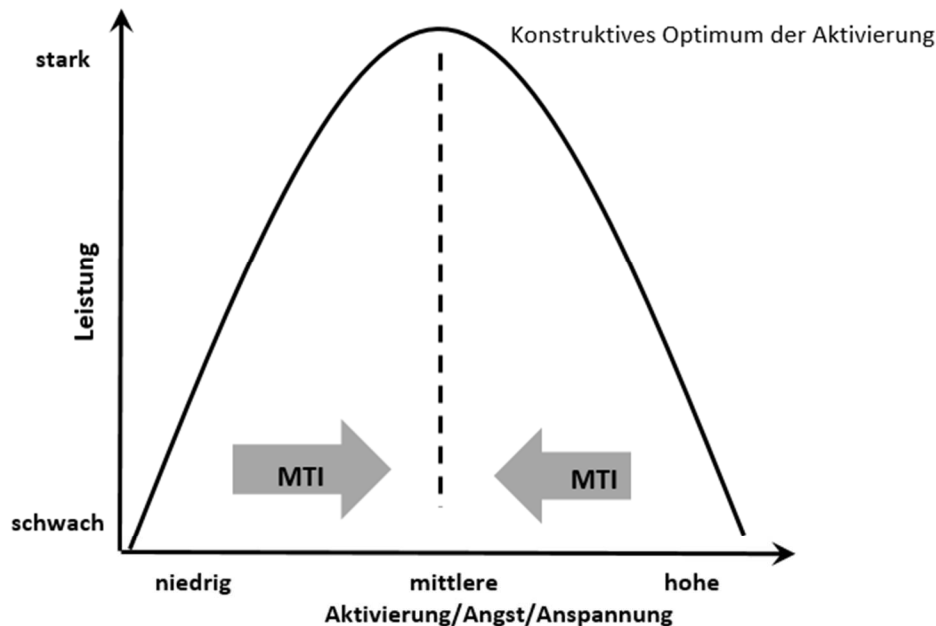 Konstruktives Optimum der Aktivierung
stark
Leistung
MTI
MTI
schwach
niedrig
mittlere
hohe
Aktivierung/Angst/Anspannung